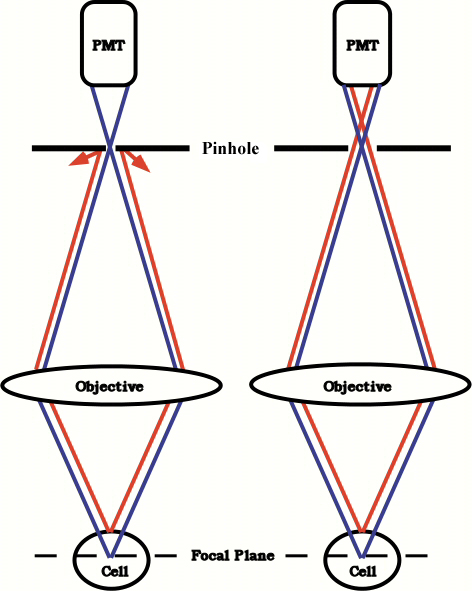 PMT
PMT
Pinhole
Objective
Objective
Focal Plane
Cell
Cell